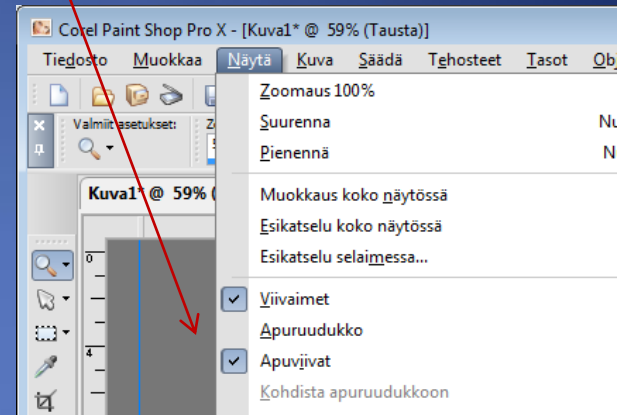 Corel Paint Shop Pro X - [Kuva1* @ 59% (Tausta)]
Tiedosto Muokkaa Näytä Kuva Säädä Tehosteet Tasot
Valmiit asetukset:
Kuva1* @ 59%
0
4
Zoomaus 100%
Suurenna
Pienennä
Muokkaus koko näytössä
Esikatselu koko näytössä
Esikatselu selaimessa...
Viivaimet
Apuruudukko
Apuviivat
Kohdista apuruudukkoon